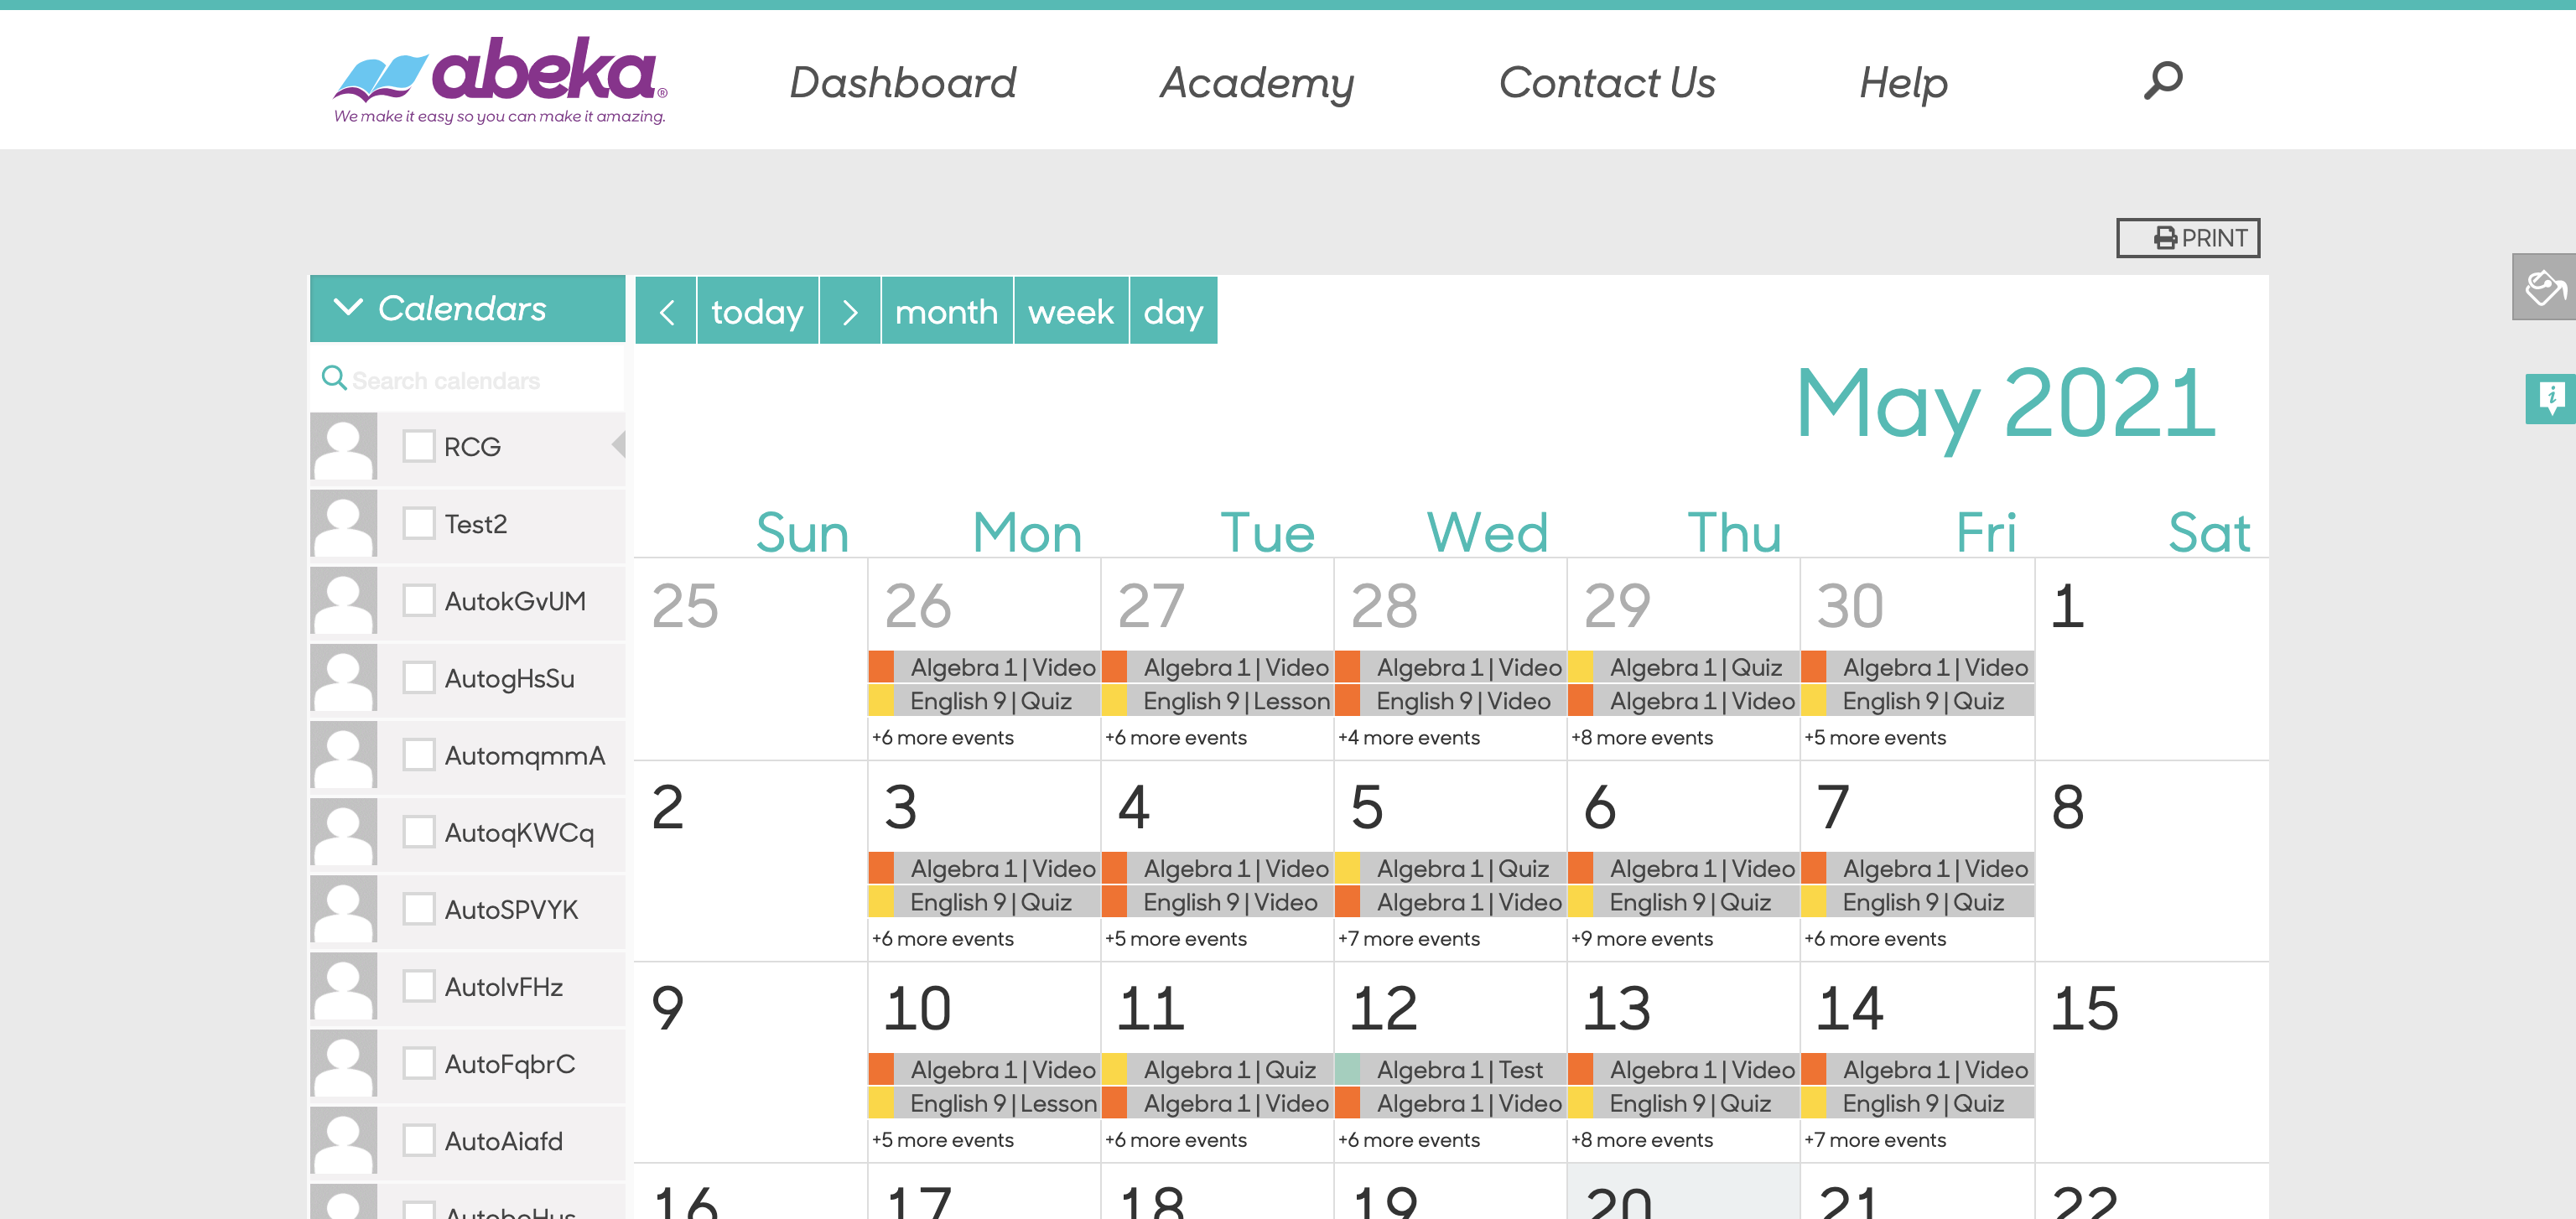 abeka®
We make it easy so you can make it amazing.
Dashboard Academy Contact Us Help
PRINT
Calendars
Search calendars
RCG
Test2
AutokGvUM
AutogHsSu
AutomqmmA
AutoqKWCq
AutoSPVYK
AutoIvFHz
AutoFqbrC
AutoAiafd
< today > month week day
May 2021
Sun Mon Tue Wed Thu Fri Sat
25 26 27 28 29 30 1
Algebra 1 | Video Algebra 1 | Video Algebra 1 | Video Algebra 1 | Quiz Algebra 1 | Video
English 9 | Quiz English 9 | Lesson English 9 | Video Algebra 1 | Video English 9 | Quiz
+6 more events +6 more events +4 more events +8 more events +5 more events
2 3 4 5 6 7 8
Algebra 1 | Video Algebra 1 | Video Algebra 1 | Quiz Algebra 1 | Video Algebra 1 | Video
English 9 | Quiz English 9 | Video Algebra 1 | Video English 9 | Quiz English 9 | Quiz
+6 more events +5 more events +7 more events +9 more events +6 more events
9 10 11 12 13 14 15
Algebra 1 | Video Algebra 1 | Quiz Algebra 1 | Test Algebra 1 | Video Algebra 1 | Video
English 9 | Lesson Algebra 1 | Video Algebra 1 | Video English 9 | Quiz English 9 | Quiz
+5 more events +6 more events +6 more events +8 more events +7 more events
16 17 18 19 20 21 22